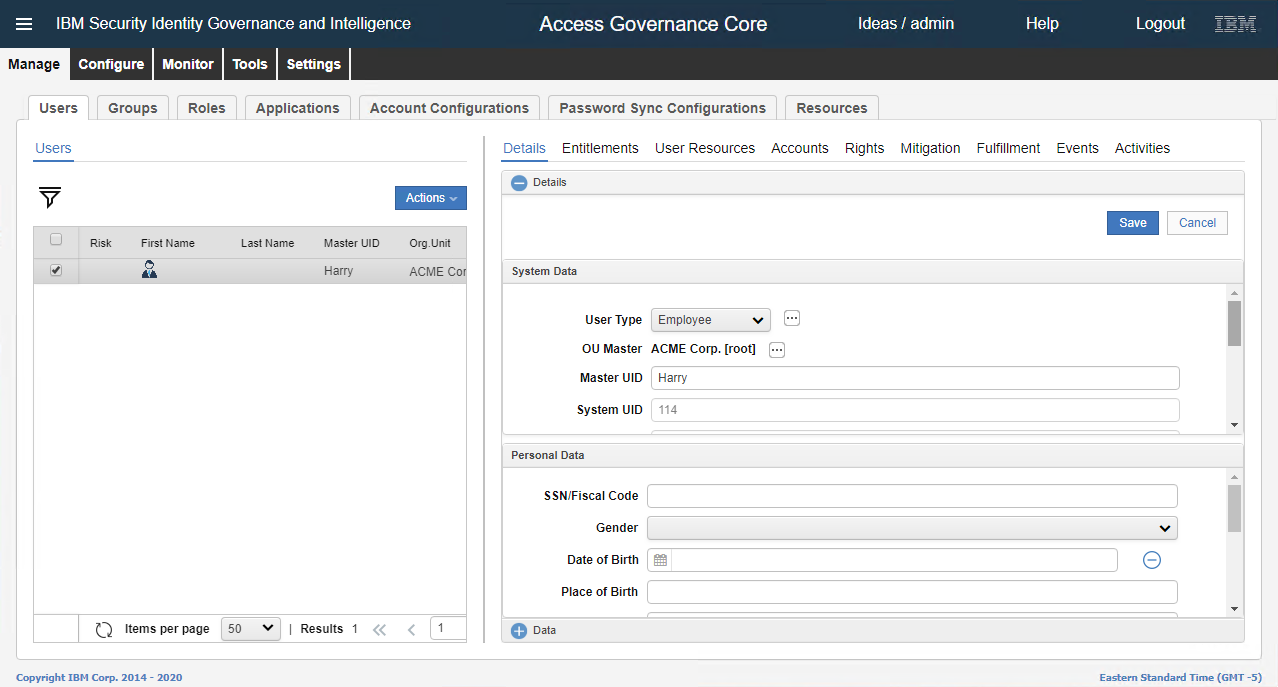 IBM Security Identity Governance and Intelligence Access Governance Core Ideas / admin Help Logout IBM
Manage Configure Monitor Tools Settings
Users Groups Roles Applications Account Configurations Password Sync Configurations Resources
Users
Actions
Risk First Name Last Name Master UID Org.Unit
Harry ACME Cor
Items per page 50 | Results 1 1
Details Entitlements User Resources Accounts Rights Mitigation Fulfillment Events Activities
Details
Save Cancel
System Data
User Type Employee
OU Master ACME Corp. [root]
Master UID Harry
System UID 114
Personal Data
SSN/Fiscal Code
Gender
Date of Birth
Place of Birth
Data
Copyright IBM Corp. 2014 - 2020 Eastern Standard Time (GMT -5)